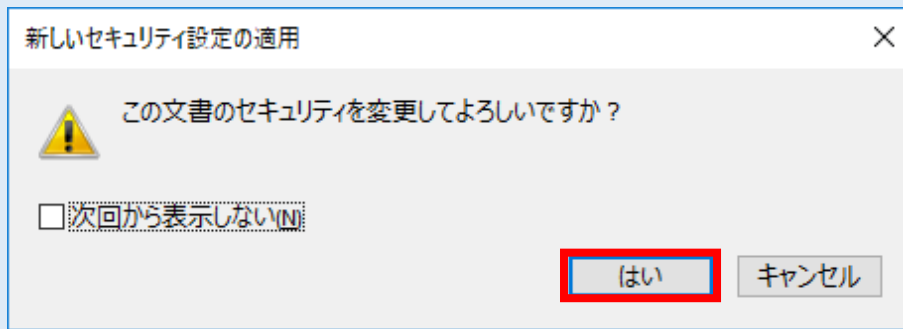 新しいセキュリティ設定の適用
この文書のセキュリティを変更してよろしいですか？
次回から表示しない(N)
はい
キャンセル